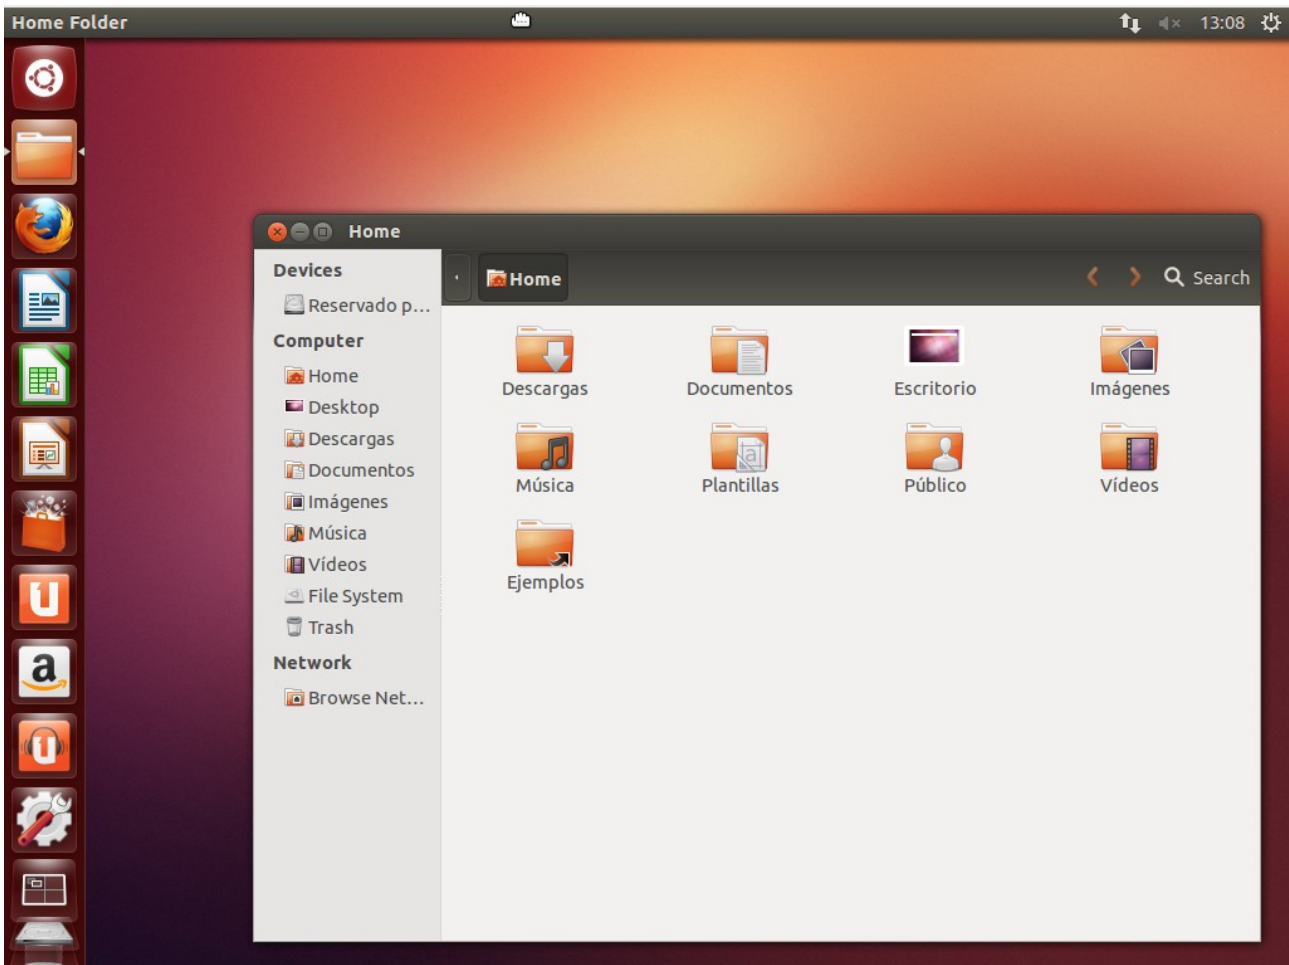 Home Folder
13:08
Home
Devices
Reservado p...
Computer
Home
Desktop
Descargas
Documentos
Imágenes
Música
Vídeos
File System
Trash
Network
Browse Net...
Home
Search
Descargas
Documentos
Escritorio
Imágenes
Música
Plantillas
Público
Vídeos
Ejemplos